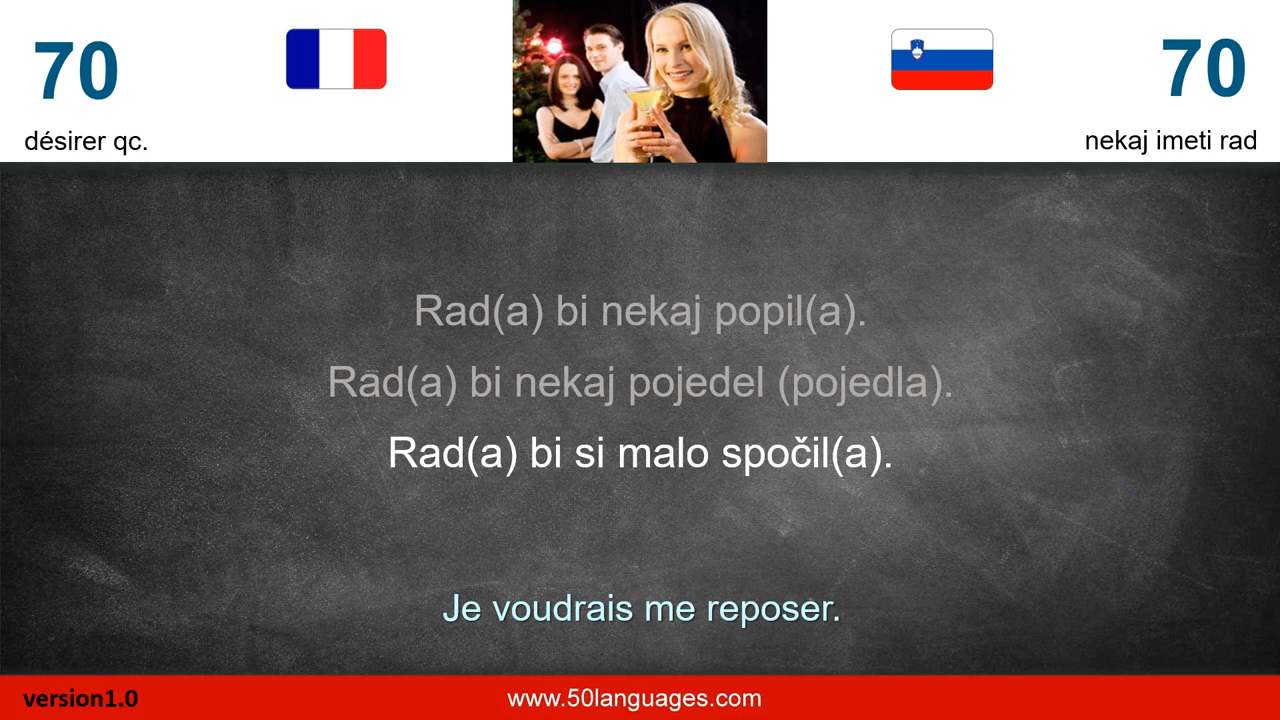 70
70
désirer qc.
nekaj imeti rad
Rad(a) bi nekaj popil(a).
Rad(a) bi nekaj pojedel (pojedla).
Rad(a) bi si malo spočil(a).
Je voudrais me reposer.
version1.0
www.50languages.com